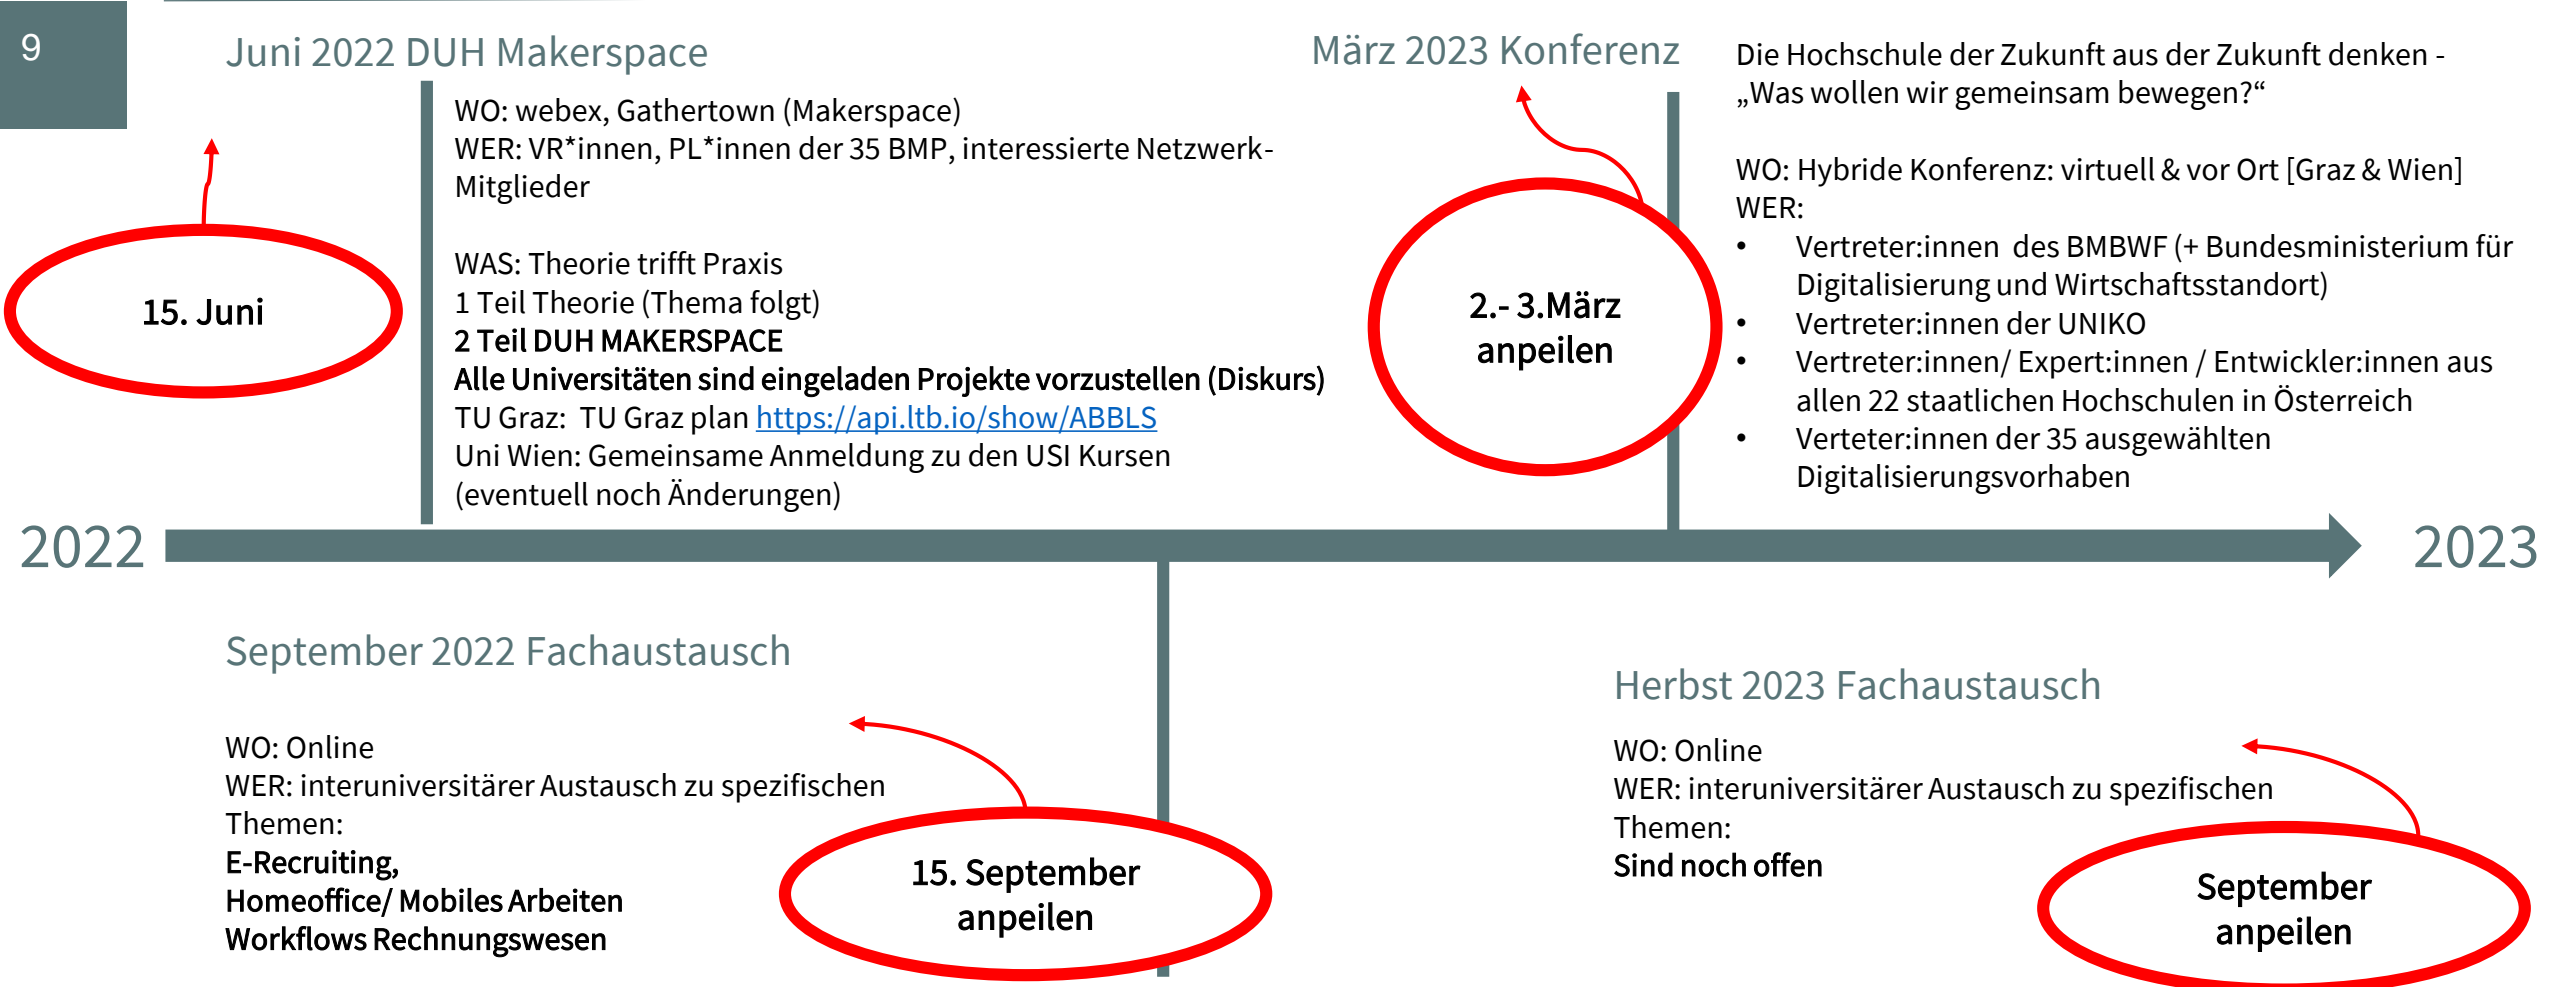 9
Juni 2022 DUH Makerspace
WO: webex, Gathertown (Makerspace)
WER: VR*innen, PL*innen der 35 BMP, interessierte Netzwerk-
Mitglieder
WAS: Theorie trifft Praxis
1 Teil Theorie (Thema folgt)
2 Teil DUH MAKERSPACE
Alle Universitäten sind eingeladen Projekte vorzustellen (Diskurs)
TU Graz: TU Graz plan https://api.ltb.io/show/ABBLS
Uni Wien: Gemeinsame Anmeldung zu den USI Kursen
(eventuell noch Änderungen)
15. Juni
März 2023 Konferenz
2.- 3.März
anpeilen
Die Hochschule der Zukunft aus der Zukunft denken -
„Was wollen wir gemeinsam bewegen?“
WO: Hybride Konferenz: virtuell & vor Ort [Graz & Wien]
WER:
• Vertreter:innen des BMBWF (+ Bundesministerium für
Digitalisierung und Wirtschaftsstandort)
• Vertreter:innen der UNIKO
• Vertreter:innen/ Expert:innen / Entwickler:innen aus
allen 22 staatlichen Hochschulen in Österreich
• Verteter:innen der 35 ausgewählten
Digitalisierungsvorhaben
2022
2023
September 2022 Fachaustausch
WO: Online
WER: interuniversitärer Austausch zu spezifischen
Themen:
E-Recruiting,
Homeoffice/ Mobiles Arbeiten
Workflows Rechnungswesen
15. September
anpeilen
Herbst 2023 Fachaustausch
WO: Online
WER: interuniversitärer Austausch zu spezifischen
Themen:
Sind noch offen
September
anpeilen